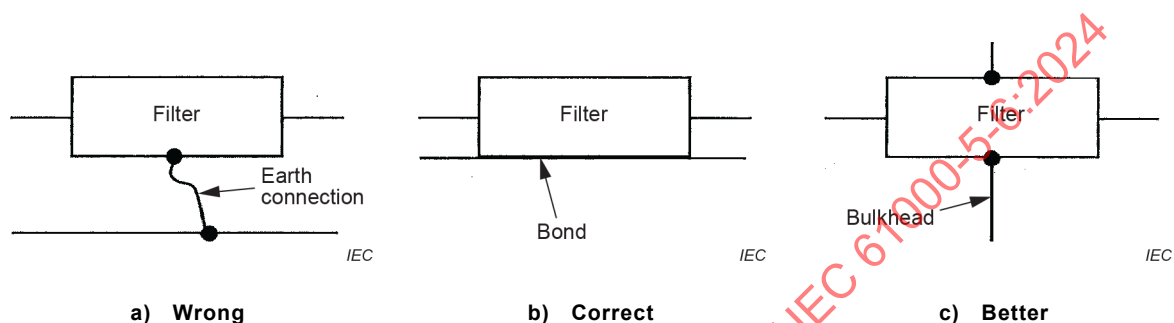 Filter
Earth
connection
IEC
a) Wrong
Filter
Bond
IEC
b) Correct
Filter
Bulkhead
IEC
c) Better
IEC 61000-5-6:2024